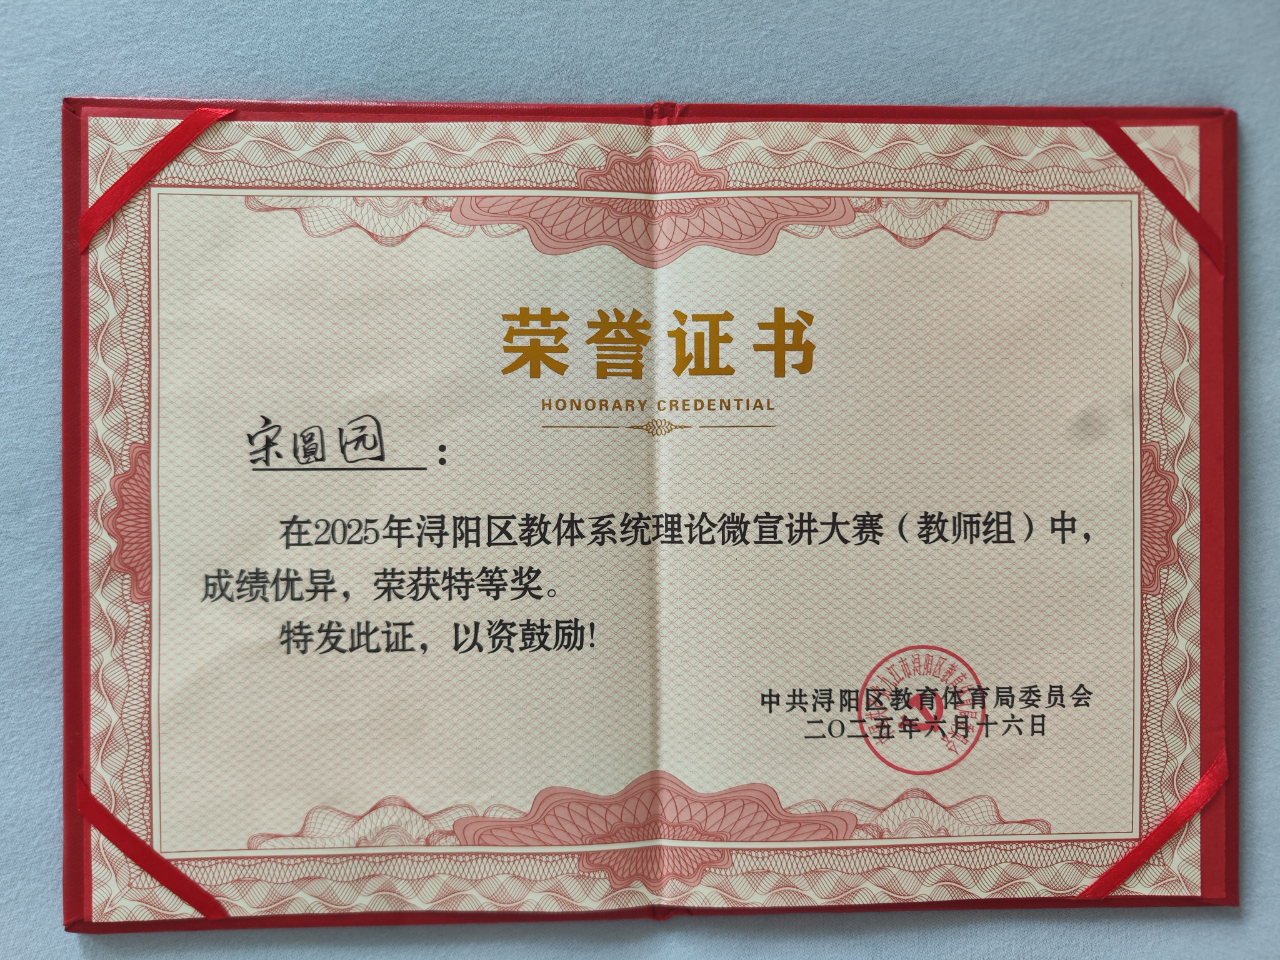 荣誉证书
HONORARY CREDENTIAL
宋圓园：
在2025年浔阳区教体系统理论微宣讲大赛（教师组）中，
成绩优异，荣获特等奖。
特发此证，以资鼓励！
中共浔阳区教育体育局委员会
二〇二五年六月十六日